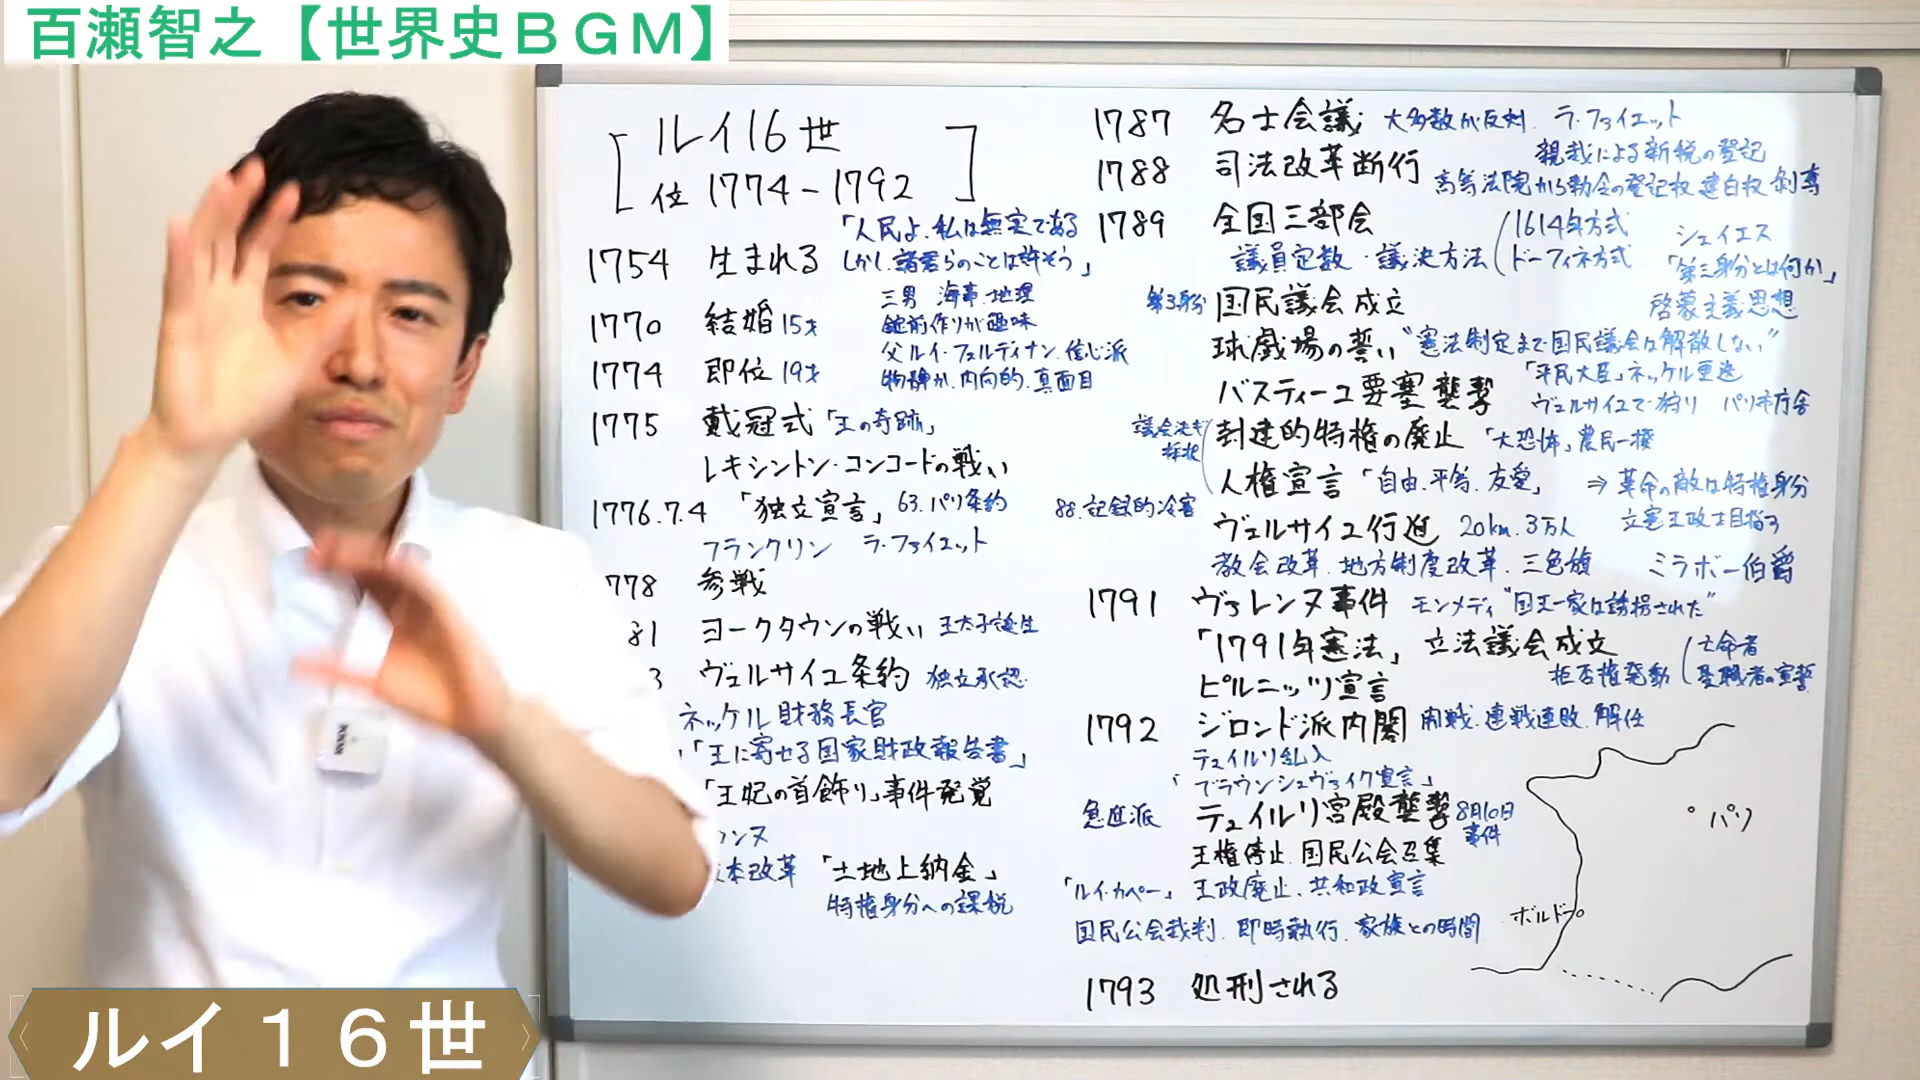 百瀬智之【世界史BGM】
ルイ16世
位 1774-1792
「人民よ、私は無実である
しかし、諸君らのことは許そう」
1754 生まれる
三男 海事・地理
錠前作りが趣味
1770 結婚 15才
父ルイ・フェルディナン、信心派
物静か、内向的、真面目
1774 即位 19才
1775 戴冠式「王の奇跡」
レキシントン・コンコードの戦い
1776.7.4 「独立宣言」 63.パリ条約
フランクリン ラ・ファイエット
778 参戦
81 ヨークタウンの戦い 王太子誕生
3 ヴェルサイユ条約 独立承認
ネッケル財務長官
「王に寄せる国家財政報告書」
「王妃の首飾り」事件発覚
ンヌ
本改革 「土地上納金」
特権身分への課税
1787 名士会議 大多数が反対 ラ・ファイエット
親裁による新税の登記
1788 司法改革断行 高等法院から勅令の登記権 建白権 剝奪
1789 全国三部会
議員定数・議決方法
1614年方式
ドーフィネ方式
シェイエス
「第三身分とは何か」
啓蒙主義思想
第3身分 国民議会成立
球戯場の誓い "憲法制定まで国民議会は解散しない"
「平民大臣」ネッケル更迭
バスティーユ要塞襲撃 ヴェルサイユで狩り パリ市庁舎
議会決ギ
採択
封建的特権の廃止 「大恐怖」農民一揆
人権宣言 「自由、平等、友愛」 ⇒ 革命の敵は特権身分
88.記録的冷害
ヴェルサイユ行進 20km.3万人 立憲王政を目指す
教会改革、地方制度改革、三色旗 ミラボー伯爵
1791 ヴァレンヌ事件 モンメディ "国王一家は誘拐された"
「1791年憲法」 立法議会成立
拒否権発動
亡命者
聖職者の宣誓
ピルニッツ宣言
1792 ジロンド派内閣 開戦、連戦連敗、解任
テュイルリ乱入
「ブラウンシュヴァイク宣言」
急進派 テュイルリ宮殿襲撃 8月10日
事件
王権停止、国民公会召集
「ルイ・カペー」 王政廃止、共和政宣言
国民公会裁判、即時執行、家族との時間
1793 処刑される
パリ
ボルドー
ルイ16世